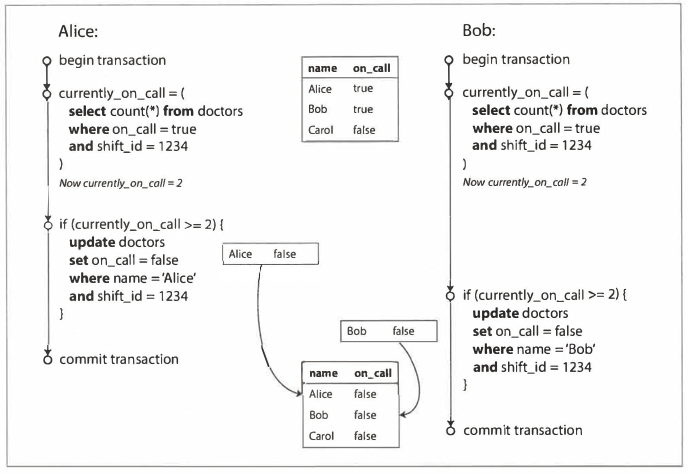 Alice:
begin transaction
currently_on_call = (
select count(*) from doctors
where on_call = true
and shift_id = 1234
)
Now currently_on_call = 2
if (currently_on_call >= 2) {
update doctors
set on_call = false
where name = 'Alice'
and shift_id = 1234
}
commit transaction
name on_call
Alice true
Bob true
Carol false
Alice false
Bob false
name on_call
Alice false
Bob false
Carol false
Bob:
begin transaction
currently_on_call = (
select count(*) from doctors
where on_call = true
and shift_id = 1234
)
Now currently_on_call = 2
if (currently_on_call >= 2) {
update doctors
set on_call = false
where name = 'Bob'
and shift_id = 1234
}
commit transaction